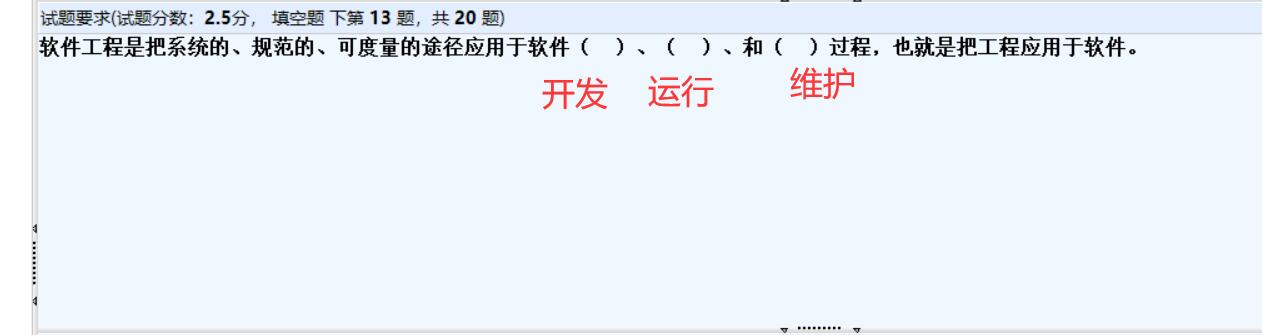 试题要求(试题分数：2.5分， 填空题 下第 13 题，共 20 题)
软件工程是把系统的、规范的、可度量的途径应用于软件（ ）、（ ）、和（ ）过程，也就是把工程应用于软件。
开发 运行 维护